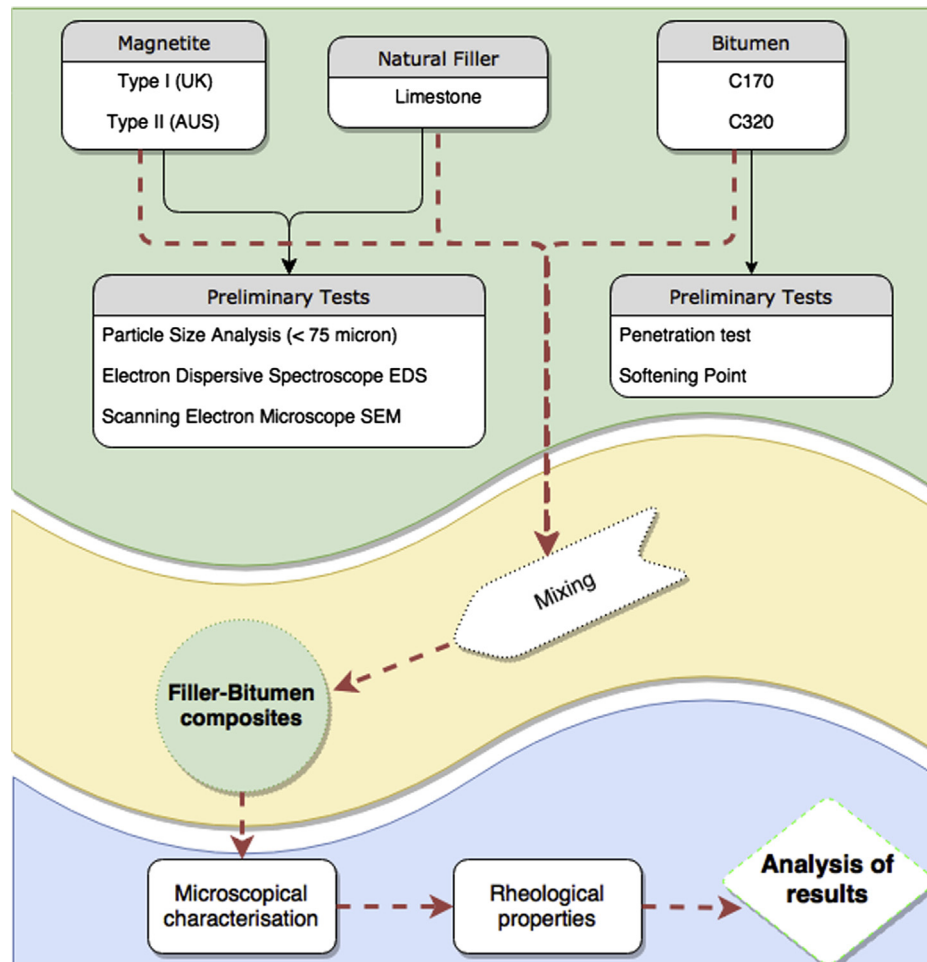 Magnetite
Type I (UK)
Type II (AUS)
Natural Filler
Limestone
Bitumen
C170
C320
Preliminary Tests
Particle Size Analysis (< 75 micron)
Electron Dispersive Spectroscope EDS
Scanning Electron Microscope SEM
Preliminary Tests
Penetration test
Softening Point
Mixing
Filler-Bitumen
composites
Microscopical
characterisation
Rheological
properties
Analysis of
results